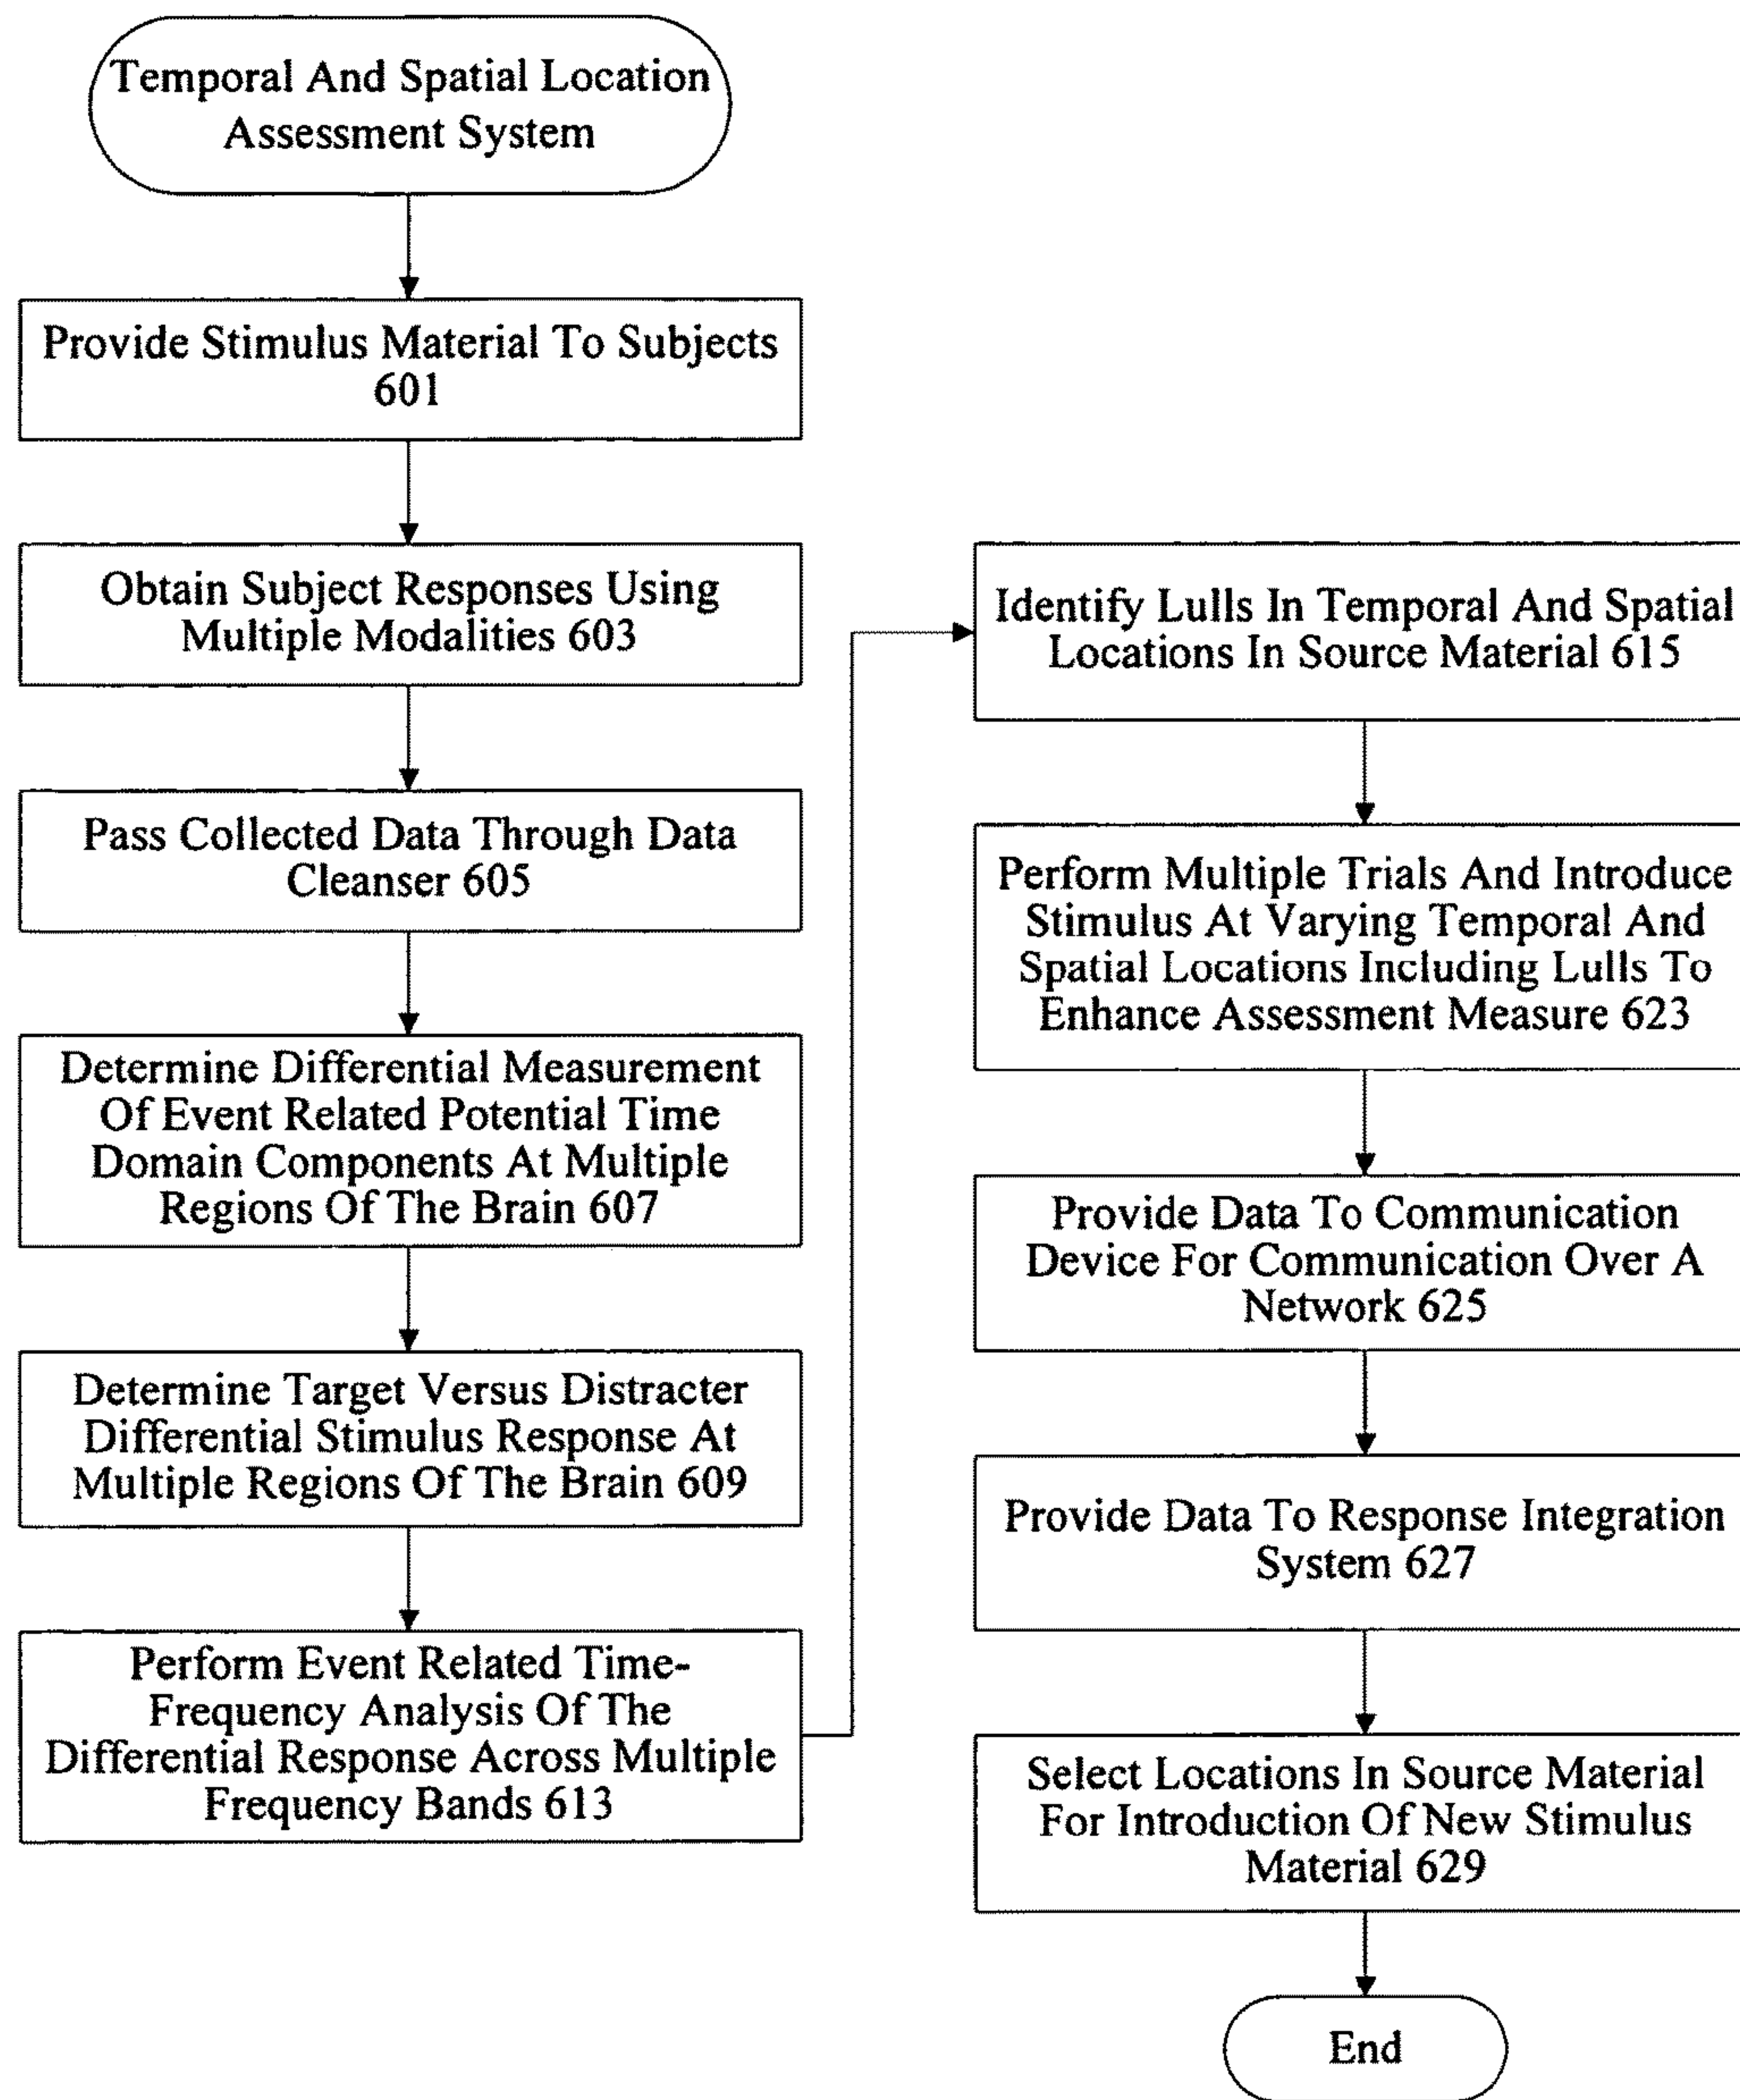 Temporal And Spatial Location
Assessment System
Provide Stimulus Material To Subjects
601
Obtain Subject Responses Using
Multiple Modalities 603
Pass Collected Data Through Data
Cleanser 605
Determine Differential Measurement
Of Event Related Potential Time
Domain Components At Multiple
Regions Of The Brain 607
Determine Target Versus Distracter
Differential Stimulus Response At
Multiple Regions Of The Brain 609
Perform Event Related Time-
Frequency Analysis Of The
Differential Response Across Multiple
Frequency Bands 613
Identify Lulls In Temporal And Spatial
Locations In Source Material 615
Perform Multiple Trials And Introduce
Stimulus At Varying Temporal And
Spatial Locations Including Lulls To
Enhance Assessment Measure 623
Provide Data To Communication
Device For Communication Over A
Network 625
Provide Data To Response Integration
System 627
Select Locations In Source Material
For Introduction Of New Stimulus
Material 629
End